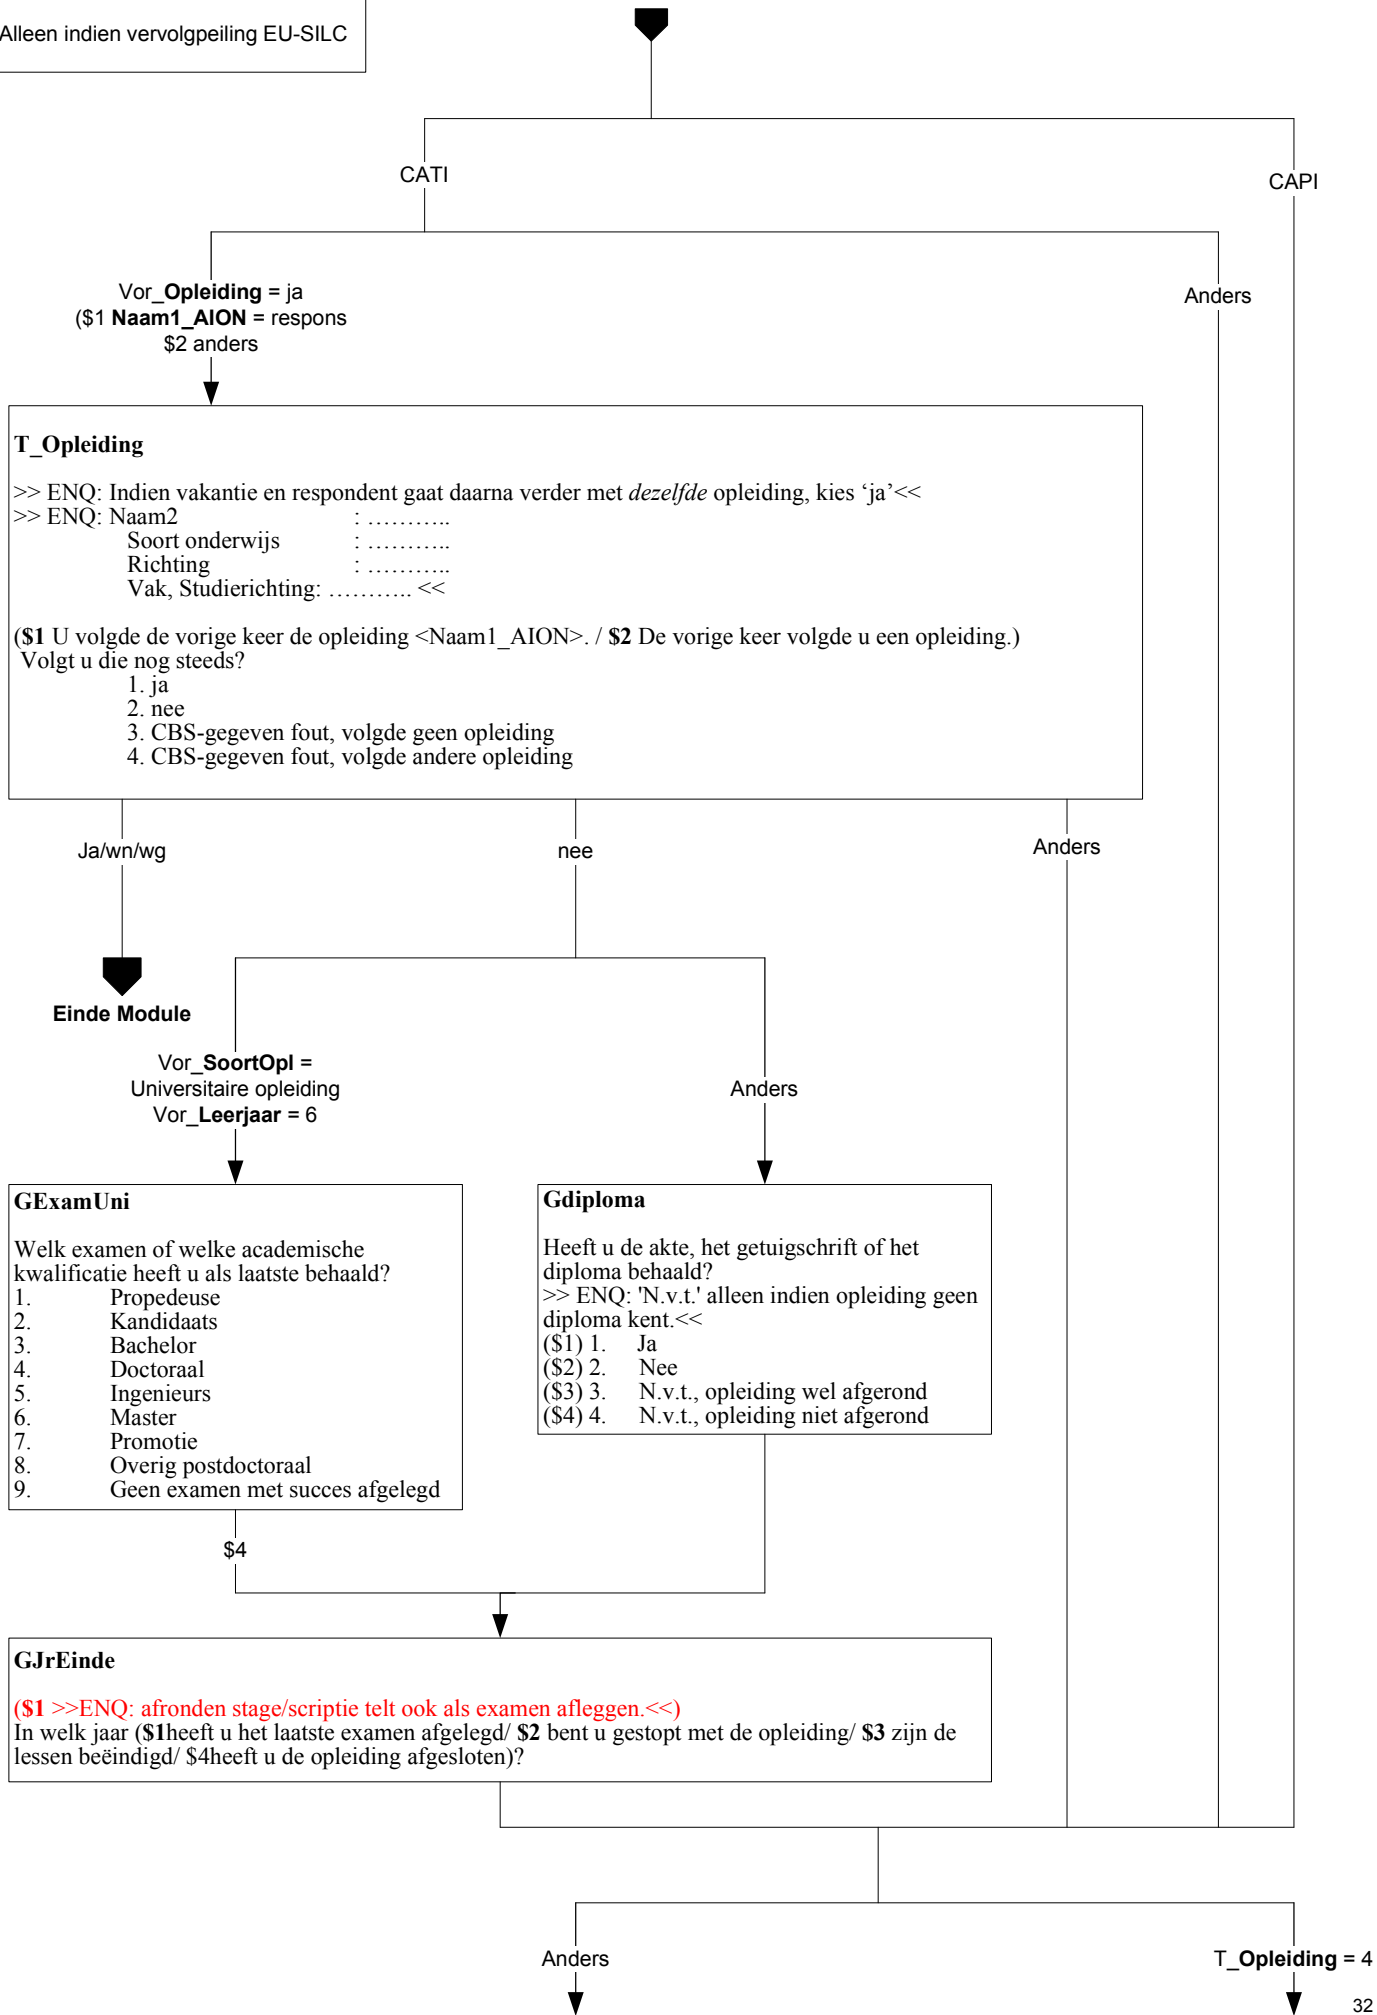 Alleen indien vervolgpeiling EU-SILC
CATI
CAPI
Vor_Opleiding = ja
($1 Naam1_AION = respons
$2 anders
Anders
T_Opleiding
>> ENQ: Indien vakantie en respondent gaat daarna verder met dezelfde opleiding, kies ‘ja’<<
>> ENQ: Naam2 : ………..
Soort onderwijs : ………..
Richting : ………..
Vak, Studierichting: ……….. <<
($1 U volgde de vorige keer de opleiding <Naam1_AION>. / $2 De vorige keer volgde u een opleiding.)
Volgt u die nog steeds?
1. ja
2. nee
3. CBS-gegeven fout, volgde geen opleiding
4. CBS-gegeven fout, volgde andere opleiding
Ja/wn/wg
nee
Anders
Einde Module
Vor_SoortOpl =
Universitaire opleiding
Vor_Leerjaar = 6
Anders
GExamUni
Welk examen of welke academische
kwalificatie heeft u als laatste behaald?
1. Propedeuse
2. Kandidaats
3. Bachelor
4. Doctoraal
5. Ingenieurs
6. Master
7. Promotie
8. Overig postdoctoraal
9. Geen examen met succes afgelegd
Gdiploma
Heeft u de akte, het getuigschrift of het
diploma behaald?
>> ENQ: 'N.v.t.' alleen indien opleiding geen
diploma kent.<<
($1) 1. Ja
($2) 2. Nee
($3) 3. N.v.t., opleiding wel afgerond
($4) 4. N.v.t., opleiding niet afgerond
$4
GJrEinde
($1 >>ENQ: afronden stage/scriptie telt ook als examen afleggen.<<)
In welk jaar ($1heeft u het laatste examen afgelegd/ $2 bent u gestopt met de opleiding/ $3 zijn de
lessen beëindigd/ $4heeft u de opleiding afgesloten)?
Anders
T_Opleiding = 4
32